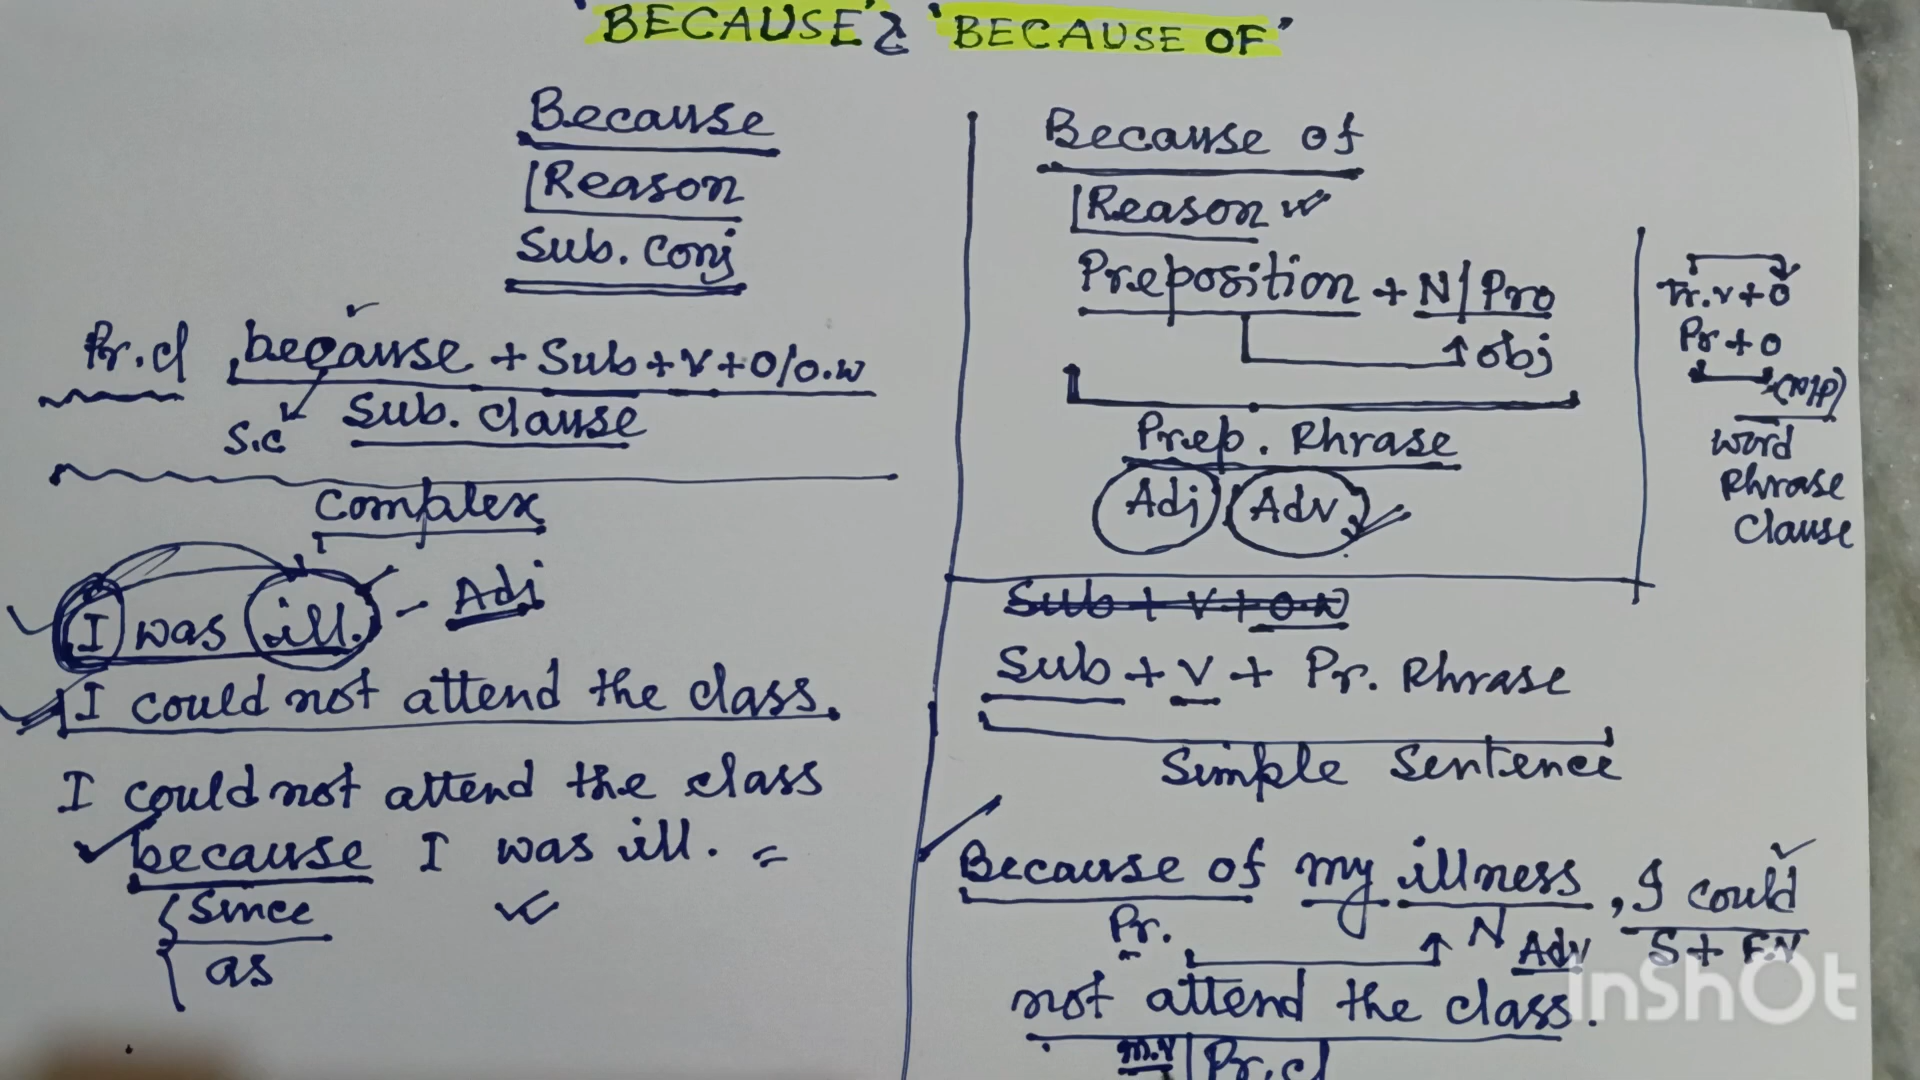 "BECAUSE" & "BECAUSE OF"
Because
Reason
Sub. Conj
Pr.cl because + Sub + V + O/O.W
S.C Sub. Clause
Complex
I was ill. - Adj
I could not attend the class.
I could not attend the class
because I was ill. =
Since
as
Because of
Reason
Preposition + N/Pro
obj
Prep. Phrase
Adj Adv
Tr.V + O
Pr + O
(N/P)
word
Phrase
Clause
Sub + V + O.W
Sub + V + Pr. Phrase
Simple Sentence
Because of my illness, I could
Pr. N Adv S + F.V
not attend the class.
m.v Pr.cl
InShOt